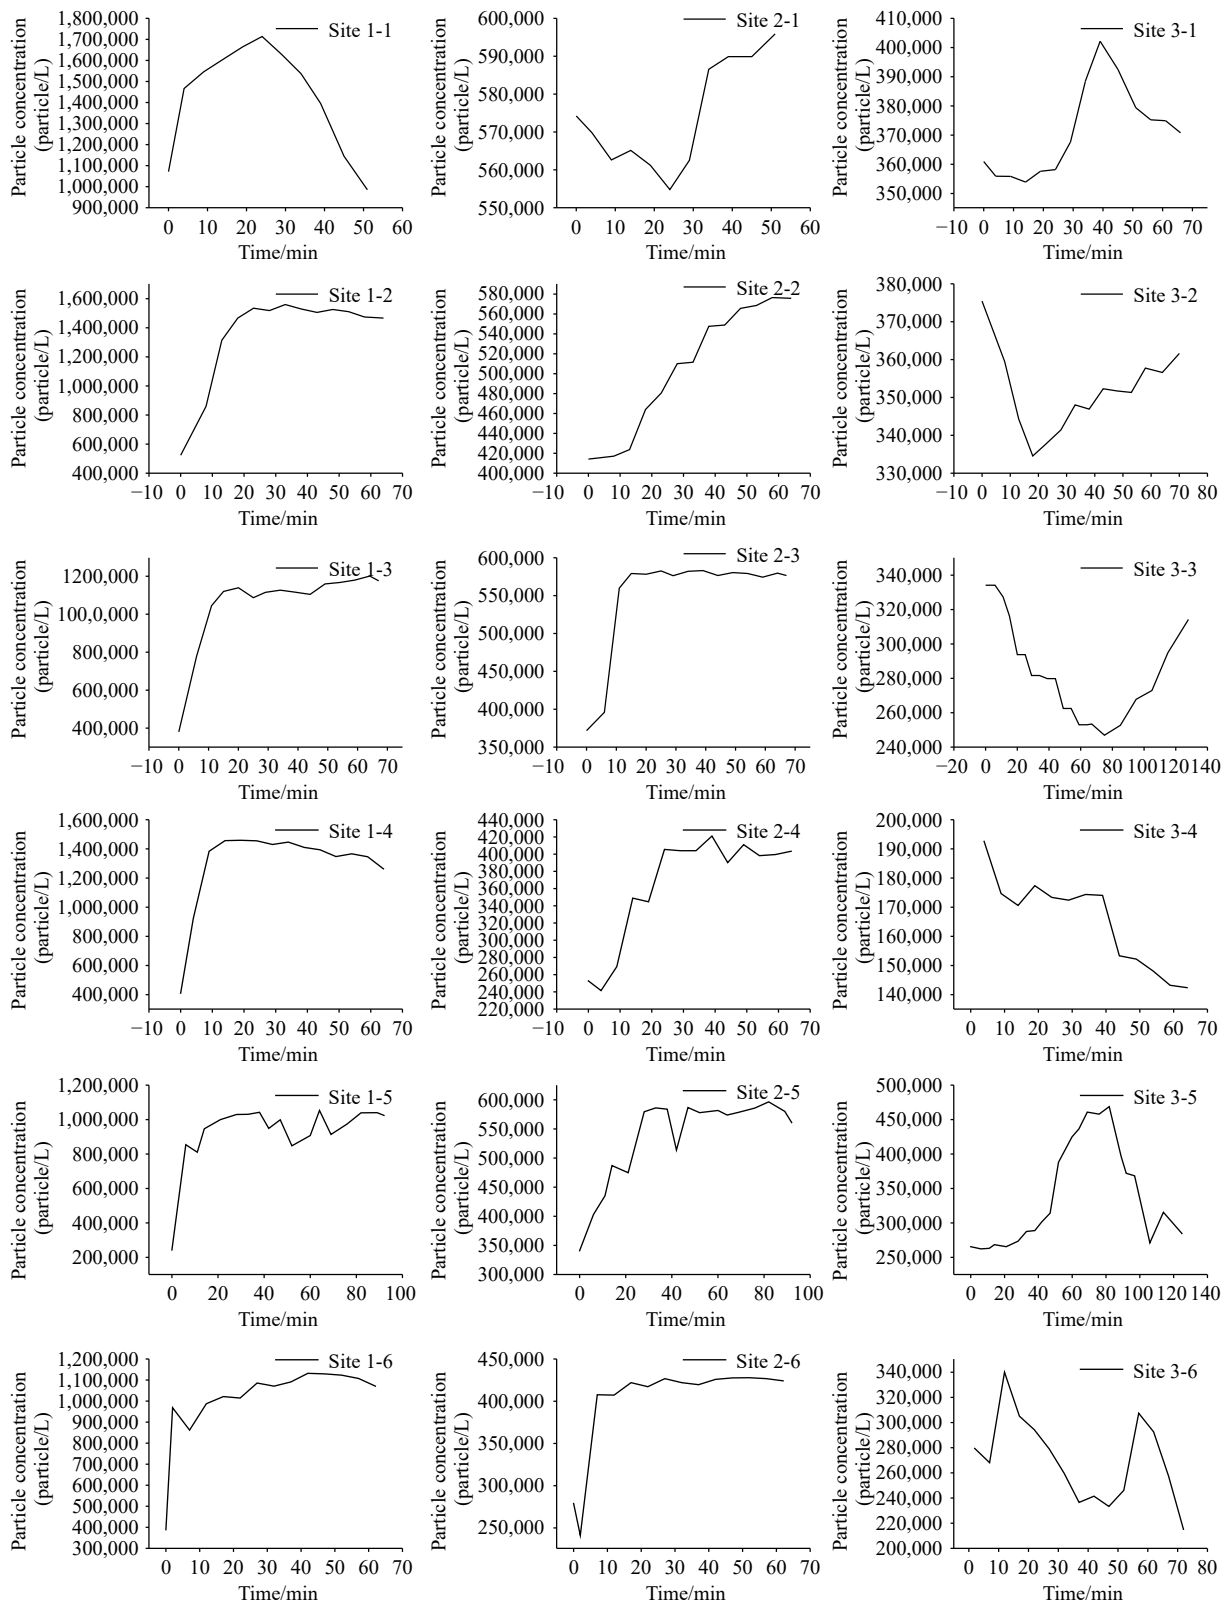 Particle concentration
(particle/L)
1,800,000
1,700,000
1,600,000
1,500,000
1,400,000
1,300,000
1,200,000
1,100,000
1,000,000
900,000
Site 1-1
0 10 20 30 40 50 60
Time/min
Particle concentration
(particle/L)
600,000
590,000
580,000
570,000
560,000
550,000
Site 2-1
0 10 20 30 40 50 60
Time/min
Particle concentration
(particle/L)
410,000
400,000
390,000
380,000
370,000
360,000
350,000
Site 3-1
−10 0 10 20 30 40 50 60 70
Time/min
Particle concentration
(particle/L)
1,600,000
1,400,000
1,200,000
1,000,000
800,000
600,000
400,000
Site 1-2
−10 0 10 20 30 40 50 60 70
Time/min
Particle concentration
(particle/L)
580,000
560,000
540,000
520,000
500,000
480,000
460,000
440,000
420,000
400,000
Site 2-2
−10 0 10 20 30 40 50 60 70
Time/min
Particle concentration
(particle/L)
380,000
370,000
360,000
350,000
340,000
330,000
Site 3-2
−10 0 10 20 30 40 50 60 70 80
Time/min
Particle concentration
(particle/L)
1200,000
100,0000
800,000
600,000
400,000
Site 1-3
−10 0 10 20 30 40 50 60 70
Time/min
Particle concentration
(particle/L)
600,000
550,000
500,000
450,000
400,000
350,000
Site 2-3
−10 0 10 20 30 40 50 60 70
Time/min
Particle concentration
(particle/L)
340,000
320,000
300,000
280,000
260,000
240,000
Site 3-3
−20 0 20 40 60 80 100 120 140
Time/min
Particle concentration
(particle/L)
1,600,000
1,400,000
1,200,000
1,000,000
800,000
600,000
400,000
Site 1-4
−10 0 10 20 30 40 50 60 70
Time/min
Particle concentration
(particle/L)
440,000
420,000
400,000
380,000
360,000
340,000
320,000
300,000
280,000
260,000
240,000
220,000
Site 2-4
−10 0 10 20 30 40 50 60 70
Time/min
Particle concentration
(particle/L)
200,000
190,000
180,000
170,000
160,000
150,000
140,000
Site 3-4
0 10 20 30 40 50 60 70
Time/min
Particle concentration
(particle/L)
1,200,000
1,000,000
800,000
600,000
400,000
200,000
Site 1-5
0 20 40 60 80 100
Time/min
Particle concentration
(particle/L)
600,000
550,000
500,000
450,000
400,000
350,000
300,000
Site 2-5
0 20 40 60 80 100
Time/min
Particle concentration
(particle/L)
500,000
450,000
400,000
350,000
300,000
250,000
Site 3-5
0 20 40 60 80 100 120 140
Time/min
Particle concentration
(particle/L)
1,200,000
1,100,000
1,000,000
900,000
800,000
700,000
600,000
500,000
400,000
300,000
Site 1-6
0 10 20 30 40 50 60 70
Time/min
Particle concentration
(particle/L)
450,000
400,000
350,000
300,000
250,000
Site 2-6
0 10 20 30 40 50 60 70
Time/min
Particle concentration
(particle/L)
340,000
320,000
300,000
280,000
260,000
240,000
220,000
200,000
Site 3-6
0 10 20 30 40 50 60 70 80
Time/min